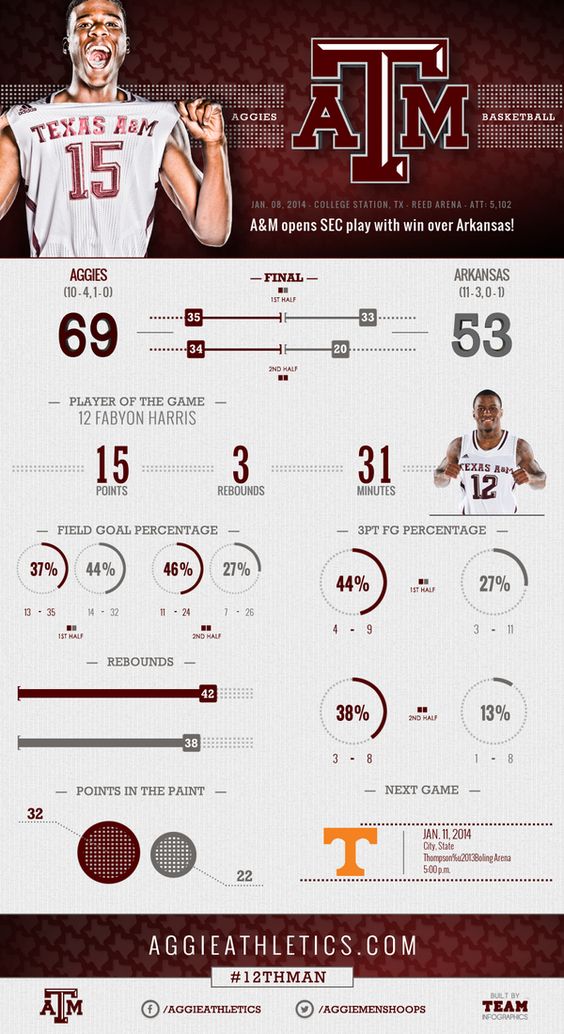 TEXAS A&M
15
AGGIES
ATM
BASKETBALL
JAN. 08, 2014 - COLLEGE STATION, TX - REED ARENA - ATT: 5,102
A&M opens SEC play with win over Arkansas!
AGGIES
(10-4, 1-0)
69
FINAL
ARKANSAS
(11-3, 0-1)
53
1ST HALF
35
33
34
20
2ND HALF
PLAYER OF THE GAME
12 FABYON HARRIS
15
POINTS
3
REBOUNDS
31
MINUTES
TEXAS A&M
12
FIELD GOAL PERCENTAGE
37%
44%
46%
27%
13 - 35
14 - 32
11 - 24
7 - 26
1ST HALF
2ND HALF
3PT FG PERCENTAGE
44%
1ST HALF
27%
4 - 9
3 - 11
REBOUNDS
42
38
38%
2ND HALF
13%
3 - 8
1 - 8
POINTS IN THE PAINT
32
22
NEXT GAME
T
JAN. 11, 2014
City, State
Thompson%u2013Boling Arena
5:00 p.m.
AGGIEATHLETICS.COM
#12THMAN
ATM
/AGGIEATHLETICS
/AGGIEMENSHOOPS
BUILT BY
TEAM
INFOGRAPHICS